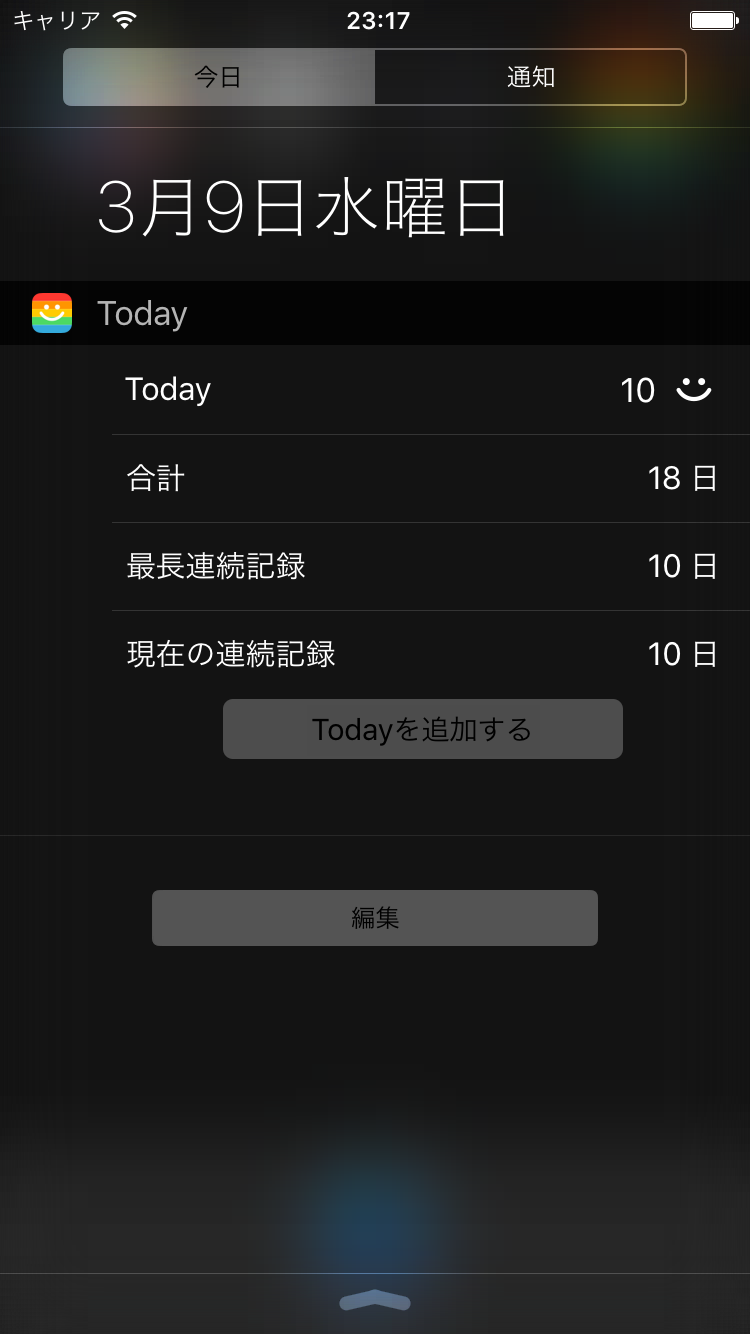 キャリア 23:17
今日 通知
3月9日水曜日
Today
Today 10
合計 18 日
最長連続記録 10 日
現在の連続記録 10 日
Todayを追加する
編集